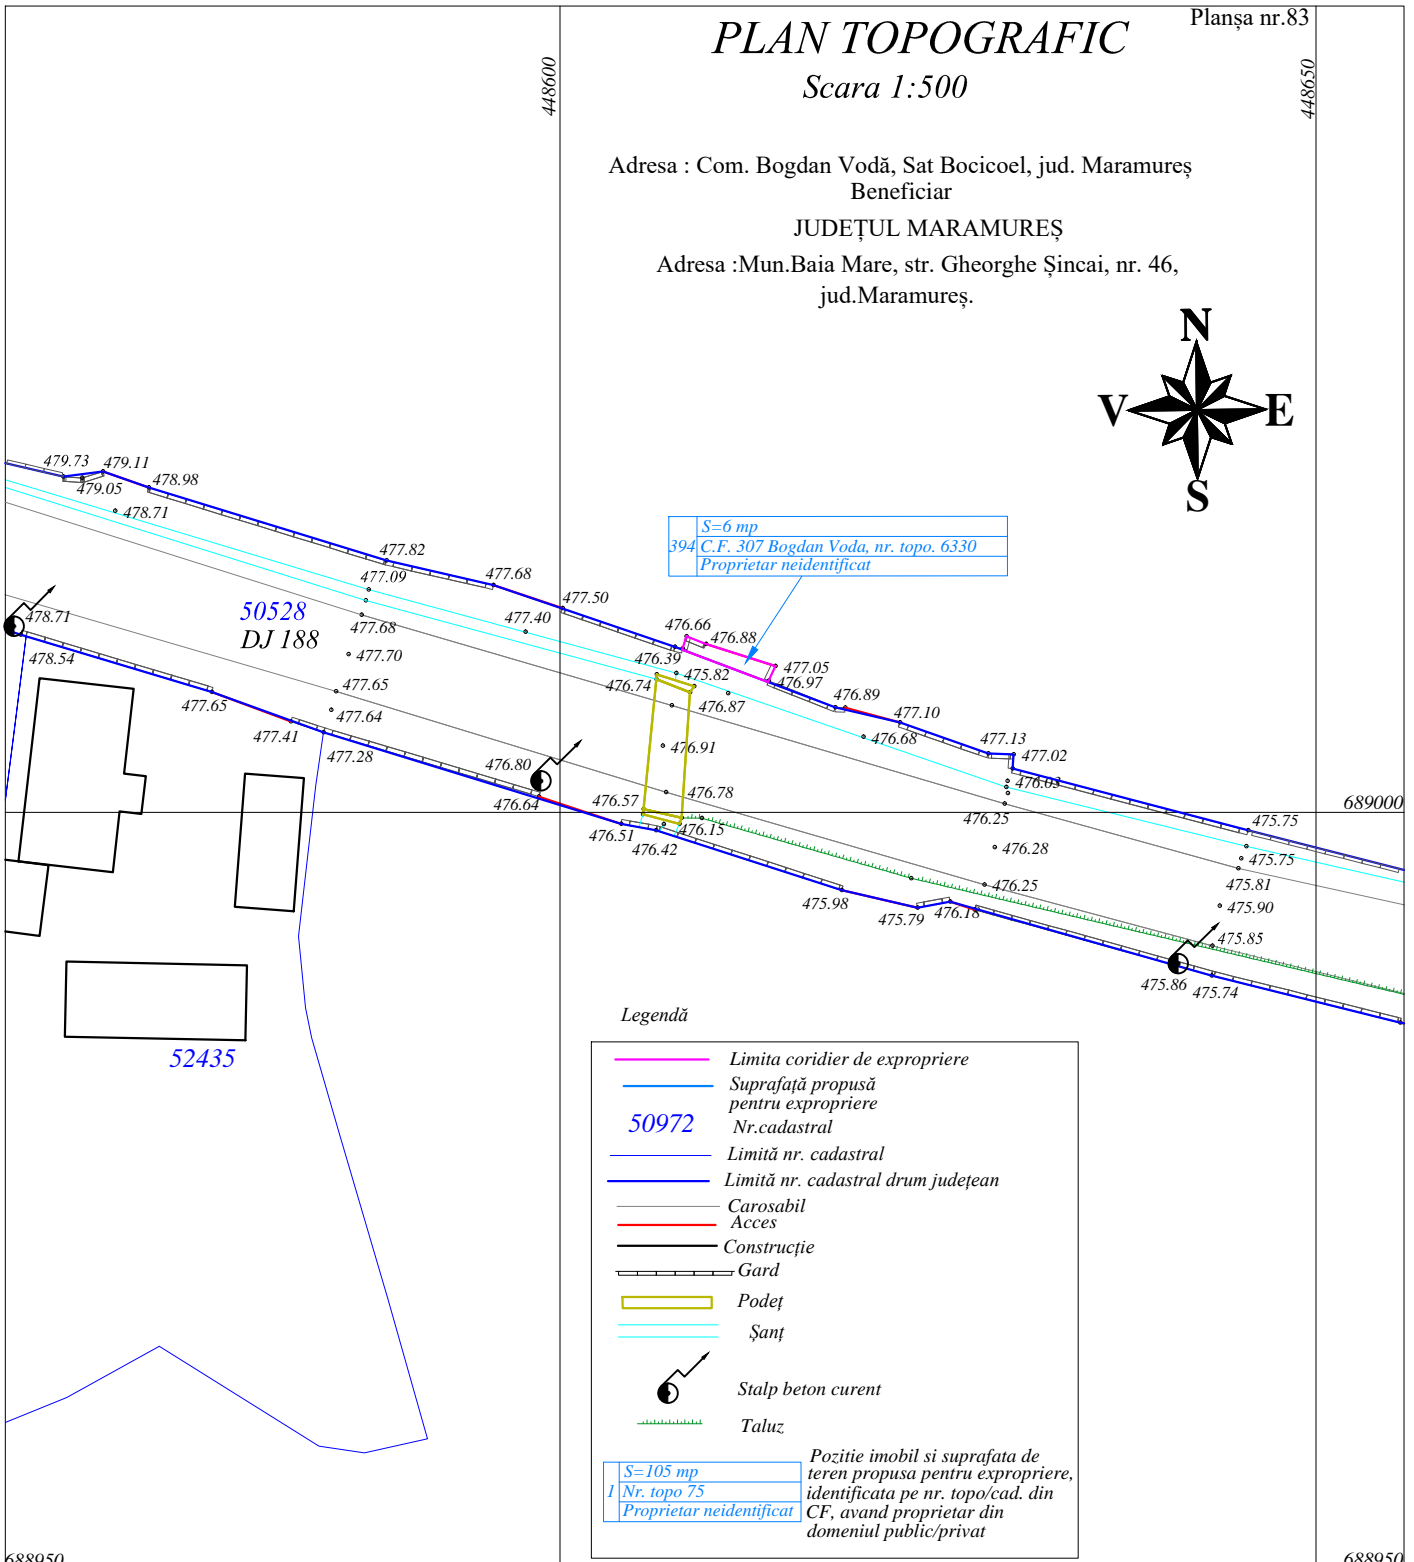 Planșa nr.83
PLAN TOPOGRAFIC
Scara 1:500
448600
448650
Adresa : Com. Bogdan Vodă, Sat Bocicoel, jud. Maramureș
Beneficiar
JUDEȚUL MARAMUREȘ
Adresa :Mun.Baia Mare, str. Gheorghe Șincai, nr. 46,
jud.Maramureș.
N
V
E
S
479.73
479.11
479.05
478.98
478.71
477.82
477.09
477.68
477.50
477.68
477.40
477.70
477.65
477.64
478.71
478.54
50528
DJ 188
477.65
477.41
477.28
S=6 mp
394
C.F. 307 Bogdan Voda, nr. topo. 6330
Proprietar neidentificat
476.66
476.88
477.05
476.97
476.39
475.82
476.74
476.87
476.89
477.10
476.68
477.13
477.02
476.91
476.80
476.78
476.64
476.57
476.51
476.15
476.42
476.03
476.25
476.28
476.25
689000
475.75
475.75
475.81
475.90
475.85
475.98
475.79
476.18
475.86
475.74
52435
Legendă
Limita coridier de expropriere
Suprafață propusă
pentru expropriere
50972
Nr.cadastral
Limită nr. cadastral
Limită nr. cadastral drum județean
Carosabil
Acces
Construcție
Gard
Podeț
Șanț
Stalp beton curent
Taluz
S=105 mp
1
Nr. topo 75
Proprietar neidentificat
Pozitie imobil si suprafata de
teren propusa pentru expropriere,
identificata pe nr. topo/cad. din
CF, avand proprietar din
domeniul public/privat
688950
688950